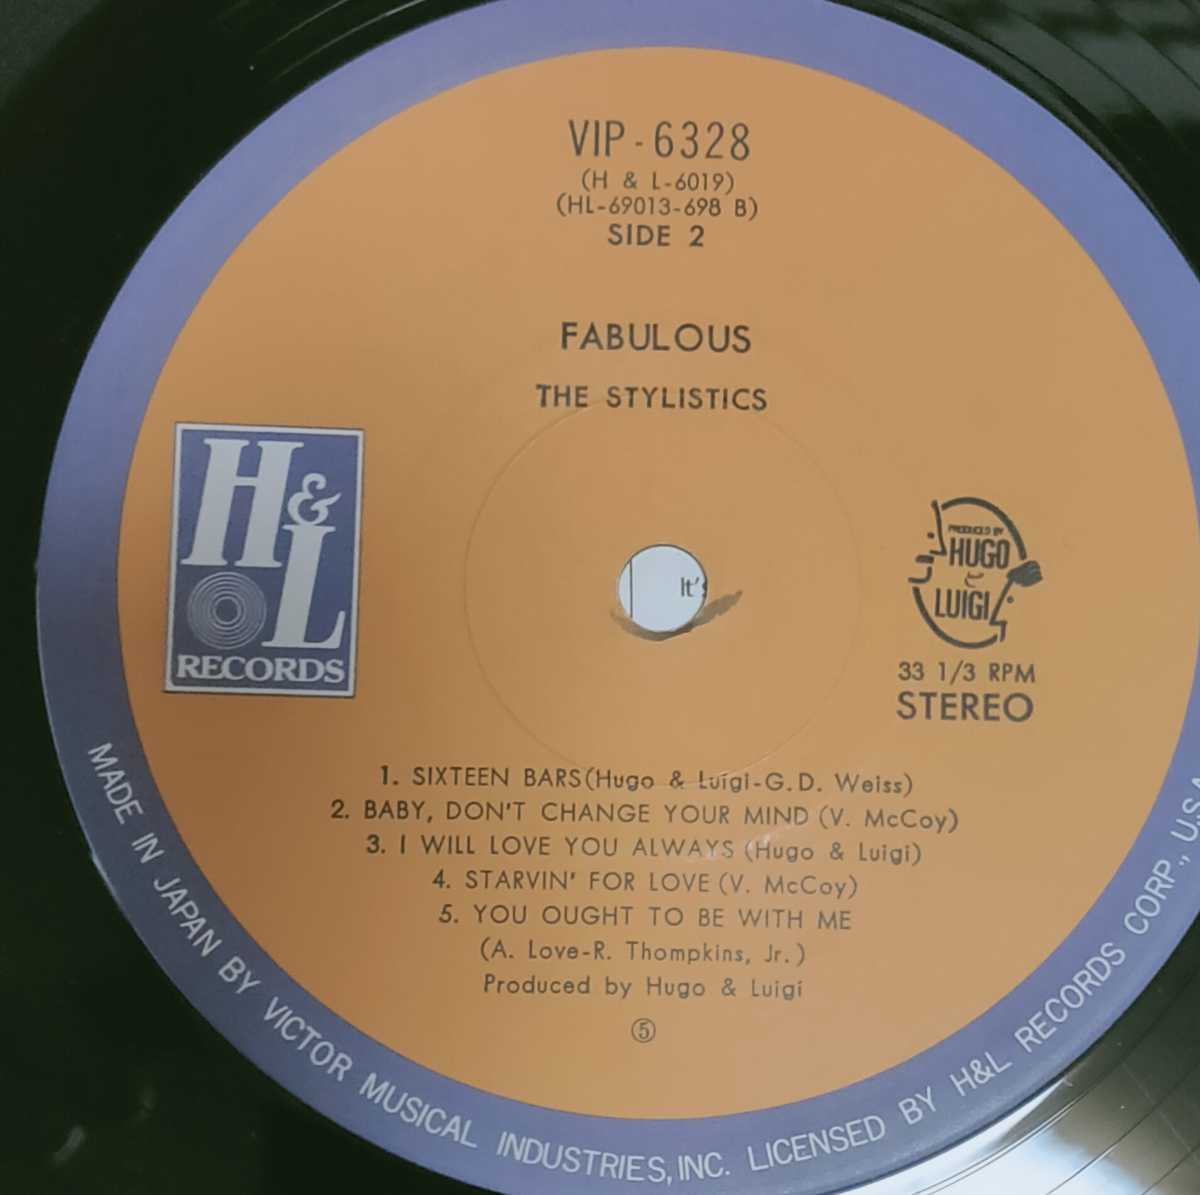 VIP-6328
(H & L-6019)
(HL-69013-698 B)
SIDE 2
FABULOUS
THE STYLISTICS
H&L
RECORDS
It's
PRODUCED BY
HUGO
&
LUIGI
33 1/3 RPM
STEREO
1. SIXTEEN BARS(Hugo & Luigi-G.D. Weiss)
2. BABY, DON'T CHANGE YOUR MIND (V. McCoy)
3. I WILL LOVE YOU ALWAYS (Hugo & Luigi)
4. STARVIN' FOR LOVE (V. McCoy)
5. YOU OUGHT TO BE WITH ME
(A. Love-R. Thompkins, Jr.)
Produced by Hugo & Luigi
⑤
MADE IN JAPAN BY VICTOR MUSICAL INDUSTRIES, INC. LICENSED BY H&L RECORDS CORP., U.S.A